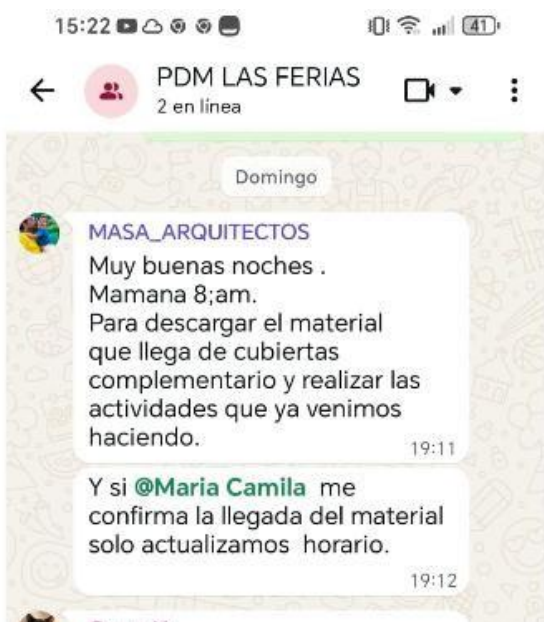 15:22
41
PDM LAS FERIAS
2 en línea
Domingo
MASA_ARQUITECTOS
Muy buenas noches .
Mamana 8;am.
Para descargar el material
que llega de cubiertas
complementario y realizar las
actividades que ya venimos
haciendo.
19:11
Y si @Maria Camila me
confirma la llegada del material
solo actualizamos horario.
19:12